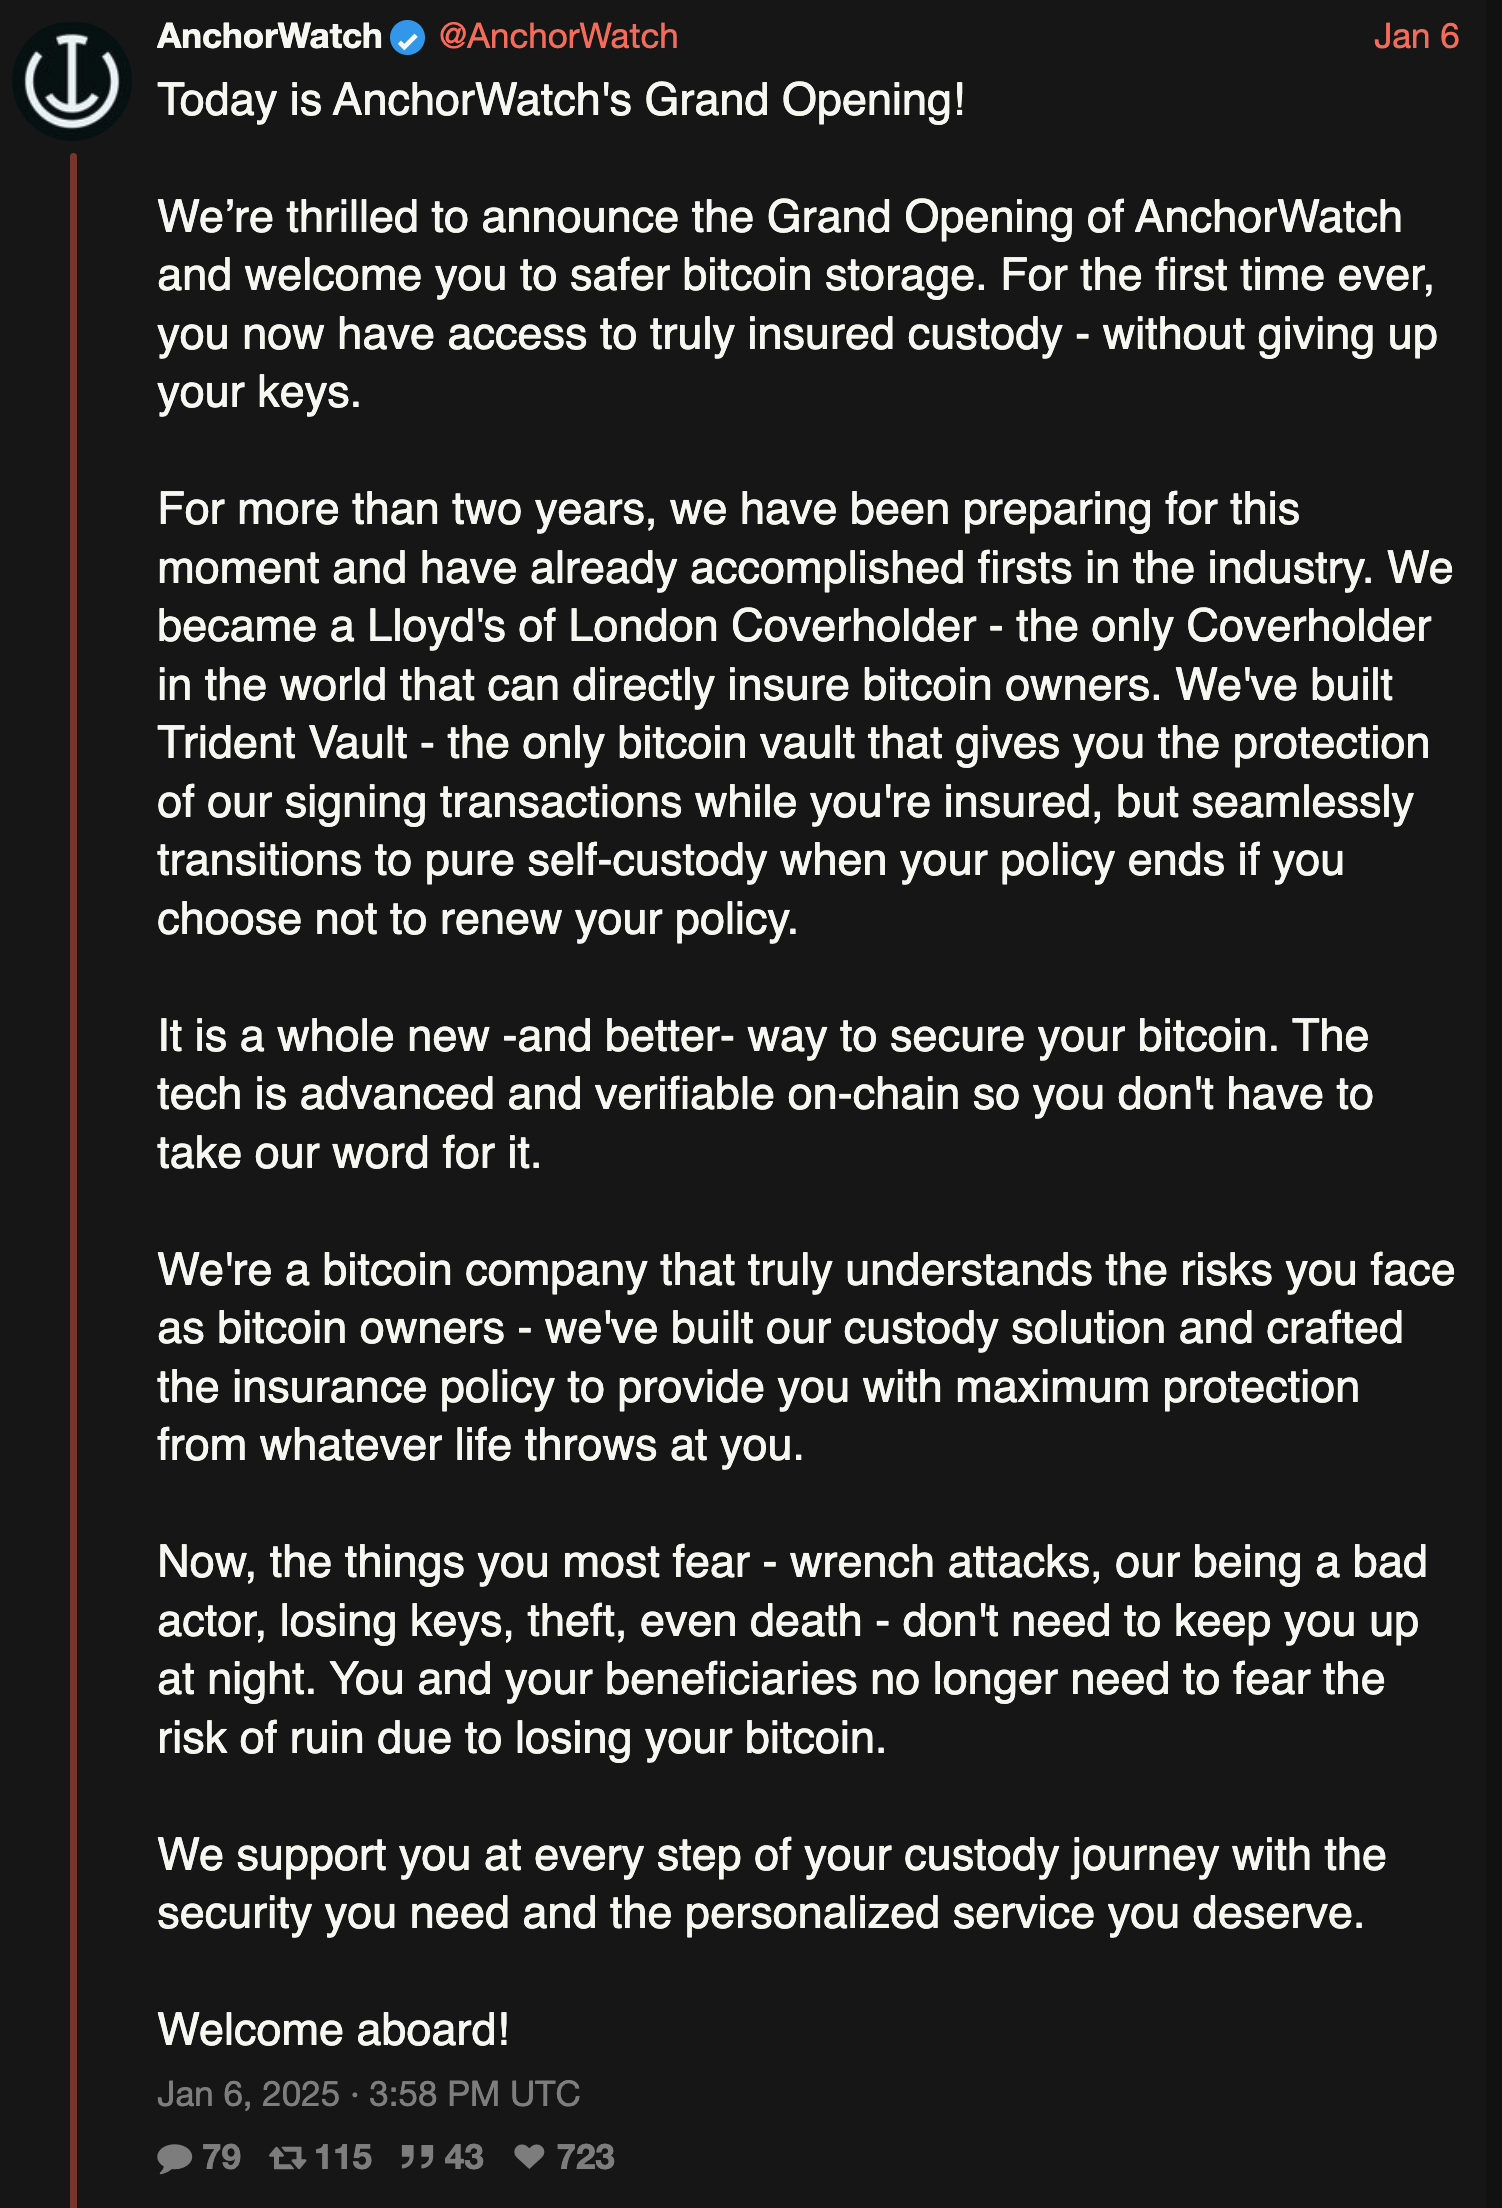 AnchorWatch @AnchorWatch Jan 6
Today is AnchorWatch's Grand Opening!
We’re thrilled to announce the Grand Opening of AnchorWatch
and welcome you to safer bitcoin storage. For the first time ever,
you now have access to truly insured custody - without giving up
your keys.
For more than two years, we have been preparing for this
moment and have already accomplished firsts in the industry. We
became a Lloyd's of London Coverholder - the only Coverholder
in the world that can directly insure bitcoin owners. We've built
Trident Vault - the only bitcoin vault that gives you the protection
of our signing transactions while you're insured, but seamlessly
transitions to pure self-custody when your policy ends if you
choose not to renew your policy.
It is a whole new -and better- way to secure your bitcoin. The
tech is advanced and verifiable on-chain so you don't have to
take our word for it.
We're a bitcoin company that truly understands the risks you face
as bitcoin owners - we've built our custody solution and crafted
the insurance policy to provide you with maximum protection
from whatever life throws at you.
Now, the things you most fear - wrench attacks, our being a bad
actor, losing keys, theft, even death - don't need to keep you up
at night. You and your beneficiaries no longer need to fear the
risk of ruin due to losing your bitcoin.
We support you at every step of your custody journey with the
security you need and the personalized service you deserve.
Welcome aboard!
Jan 6, 2025 · 3:58 PM UTC
79 115 43 723